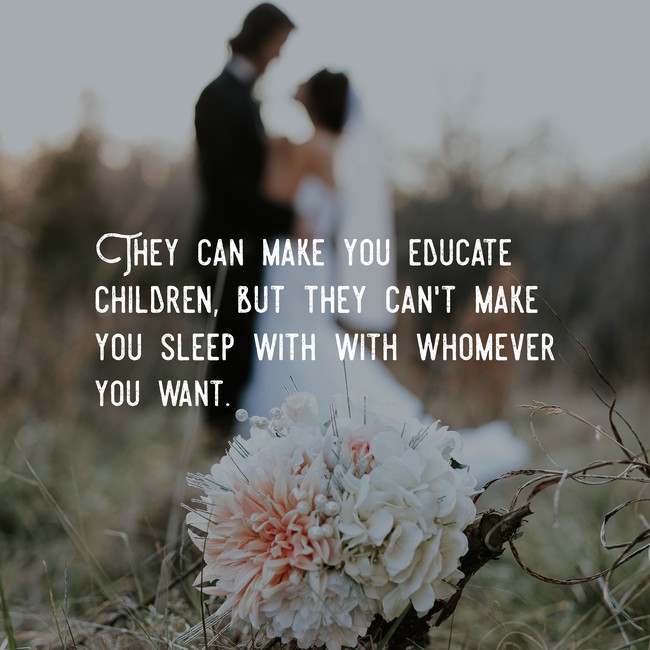 They can make you educate
children, but they can't make
you sleep with with whomever
you want.